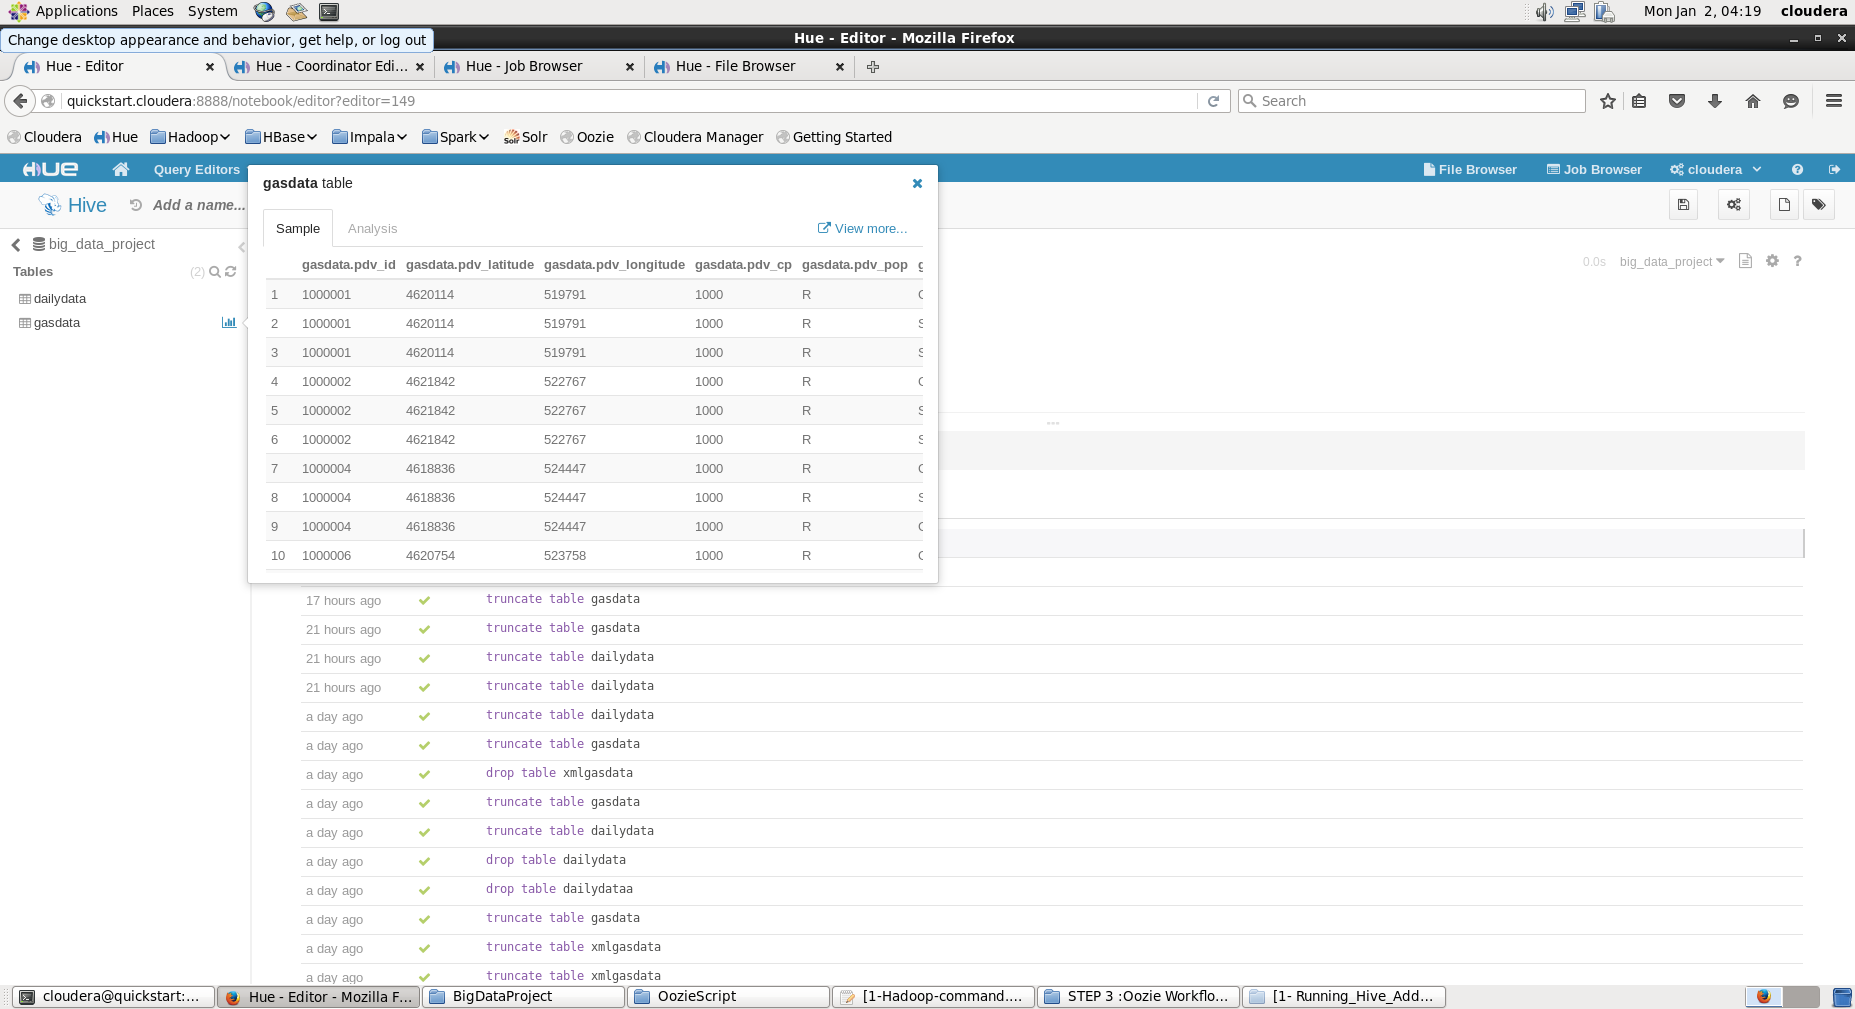 Applications Places System Mon Jan 2, 04:19 cloudera
Change desktop appearance and behavior, get help, or log out
Hue - Editor - Mozilla Firefox
Hue - Editor Hue - Coordinator Edi... Hue - Job Browser Hue - File Browser
quickstart.cloudera:8888/notebook/editor?editor=149 Search
Cloudera Hue Hadoop HBase Impala Spark Solr Oozie Cloudera Manager Getting Started
HUE Query Editors File Browser Job Browser cloudera
gasdata table
Hive Add a name...
Sample Analysis View more...
big_data_project
Tables (2)
dailydata
gasdata
0.0s big_data_project
gasdata.pdv_id gasdata.pdv_latitude gasdata.pdv_longitude gasdata.pdv_cp gasdata.pdv_pop g
1 1000001 4620114 519791 1000 R
2 1000001 4620114 519791 1000 R
3 1000001 4620114 519791 1000 R
4 1000002 4621842 522767 1000 R
5 1000002 4621842 522767 1000 R
6 1000002 4621842 522767 1000 R
7 1000004 4618836 524447 1000 R
8 1000004 4618836 524447 1000 R
9 1000004 4618836 524447 1000 R
10 1000006 4620754 523758 1000 R
17 hours ago truncate table gasdata
21 hours ago truncate table gasdata
21 hours ago truncate table dailydata
21 hours ago truncate table dailydata
a day ago truncate table dailydata
a day ago truncate table gasdata
a day ago drop table xmlgasdata
a day ago truncate table gasdata
a day ago truncate table dailydata
a day ago drop table dailydata
a day ago drop table dailydataa
a day ago truncate table gasdata
a day ago truncate table xmlgasdata
a day ago truncate table xmlgasdata
cloudera@quickstart:... Hue - Editor - Mozilla F... BigDataProject OozieScript [1-Hadoop-command.... STEP 3 :Oozie Workflo... [1- Running_Hive_Add...